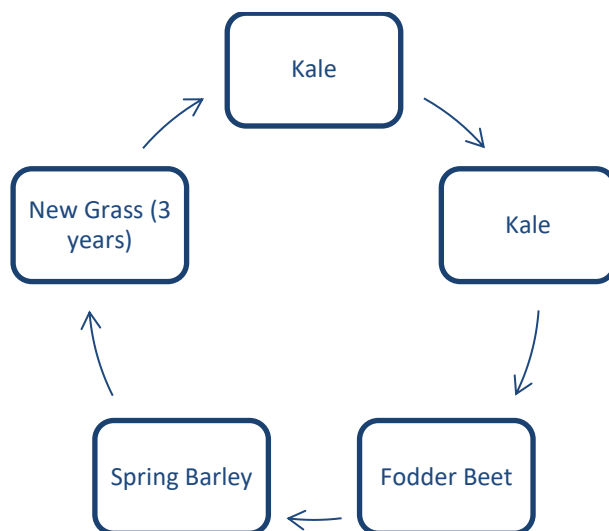 Kale
Kale
Fodder Beet
Spring Barley
New Grass (3
years)